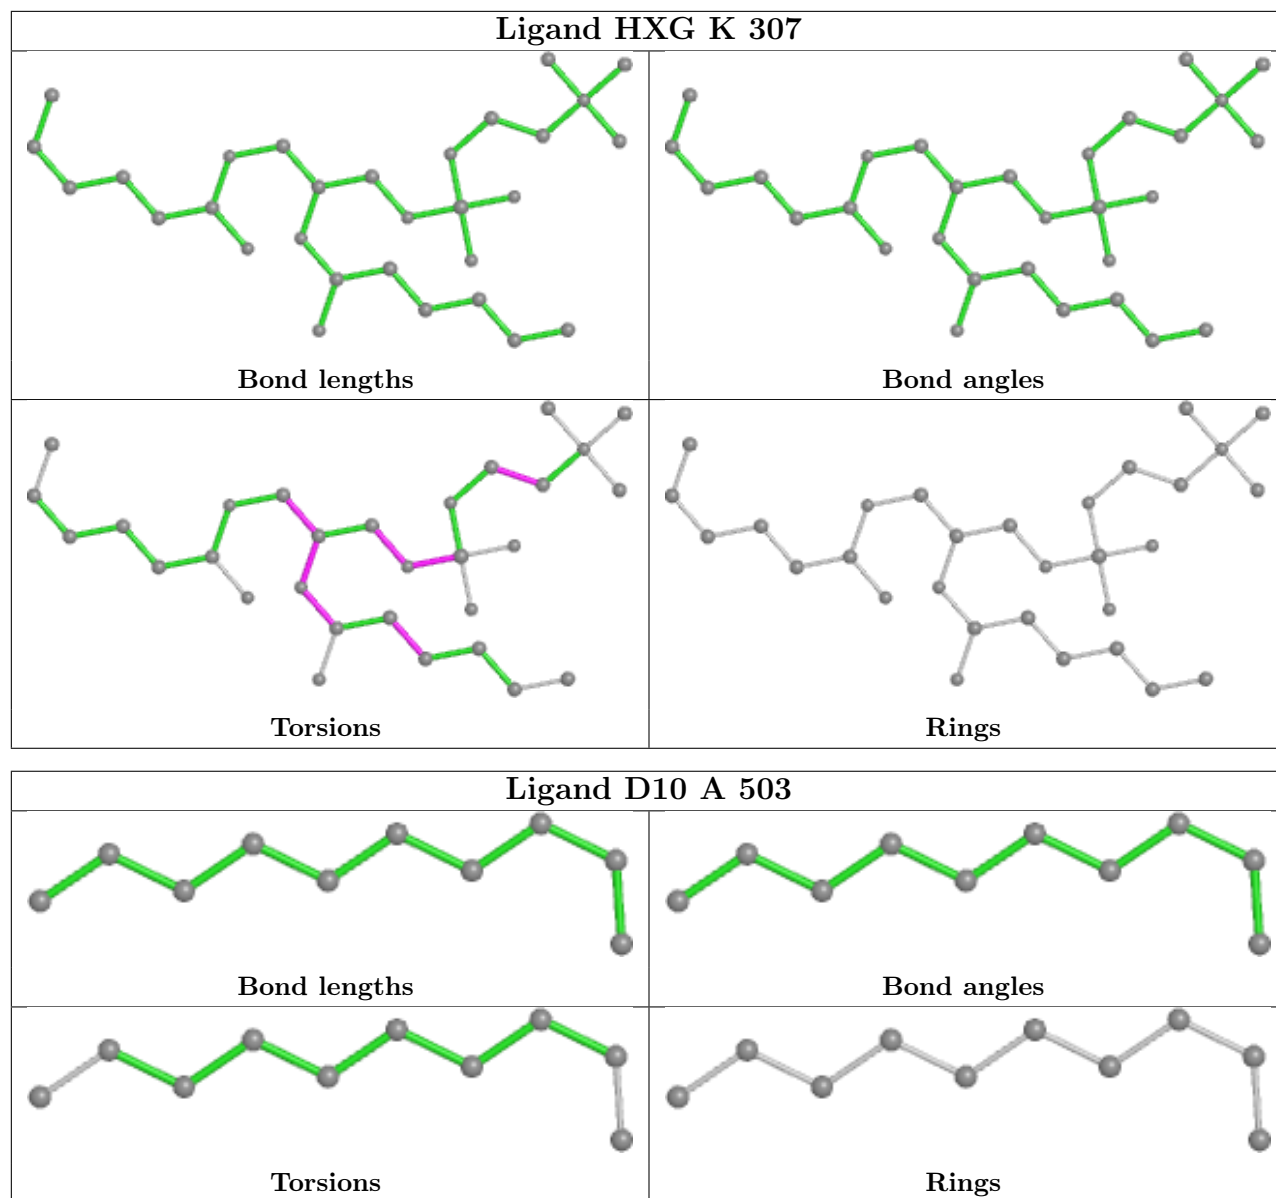 Ligand HXG K 307
Bond lengths
Bond angles
Torsions
Rings
Ligand D10 A 503
Bond lengths
Bond angles
Torsions
Rings